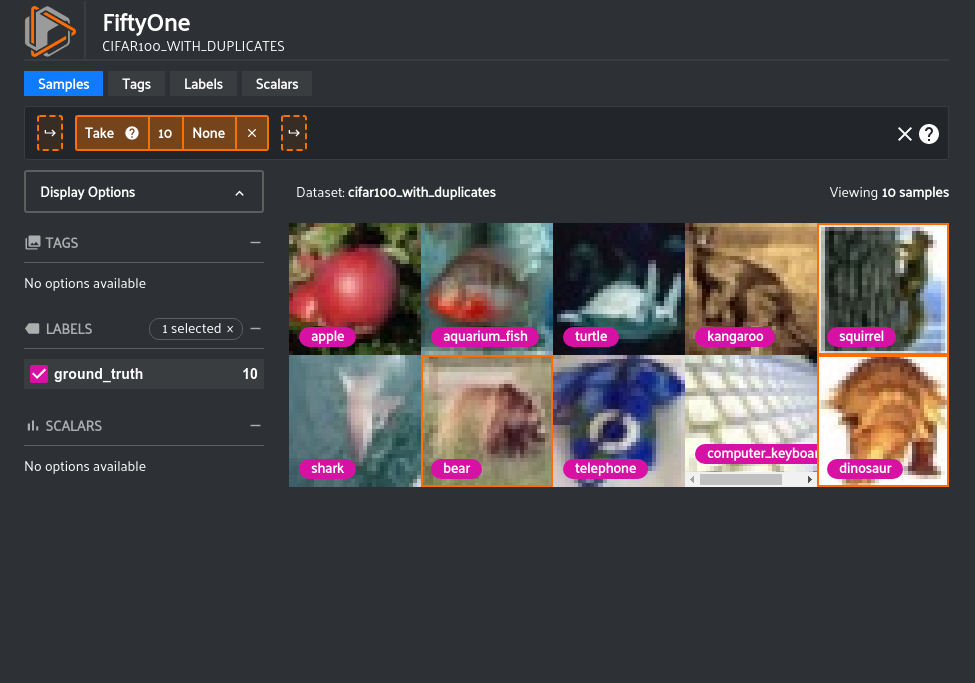 FiftyOne
CIFAR100_WITH_DUPLICATES
Samples Tags Labels Scalars
Take ? 10 None × ?
Display Options
Dataset: cifar100_with_duplicates
Viewing 10 samples
TAGS
No options available
LABELS 1 selected ×
ground_truth 10
SCALARS
No options available
apple aquarium_fish turtle kangaroo squirrel
shark bear telephone computer_keyboar dinosaur